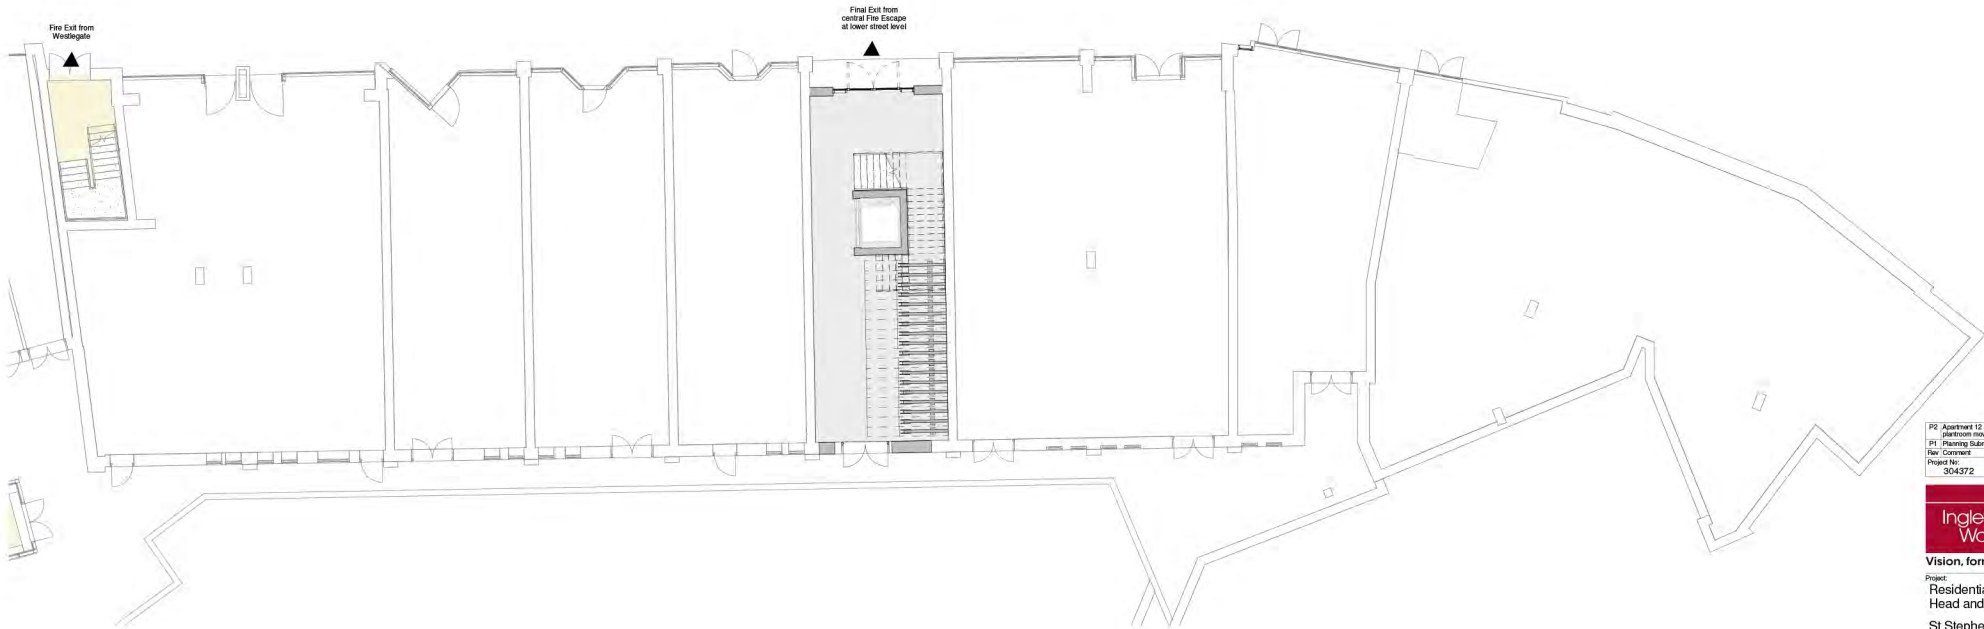 Fire Exit from
Westlegate
Final Exit from
central Fire Escape
at lower street level
P2 Apartment 12
plantroom mov
P1 Planning Subm
Rev Comment
Project No:
304372
Ingle
Wo
Vision, for
Project:
Residentia
Head and
St Stephe